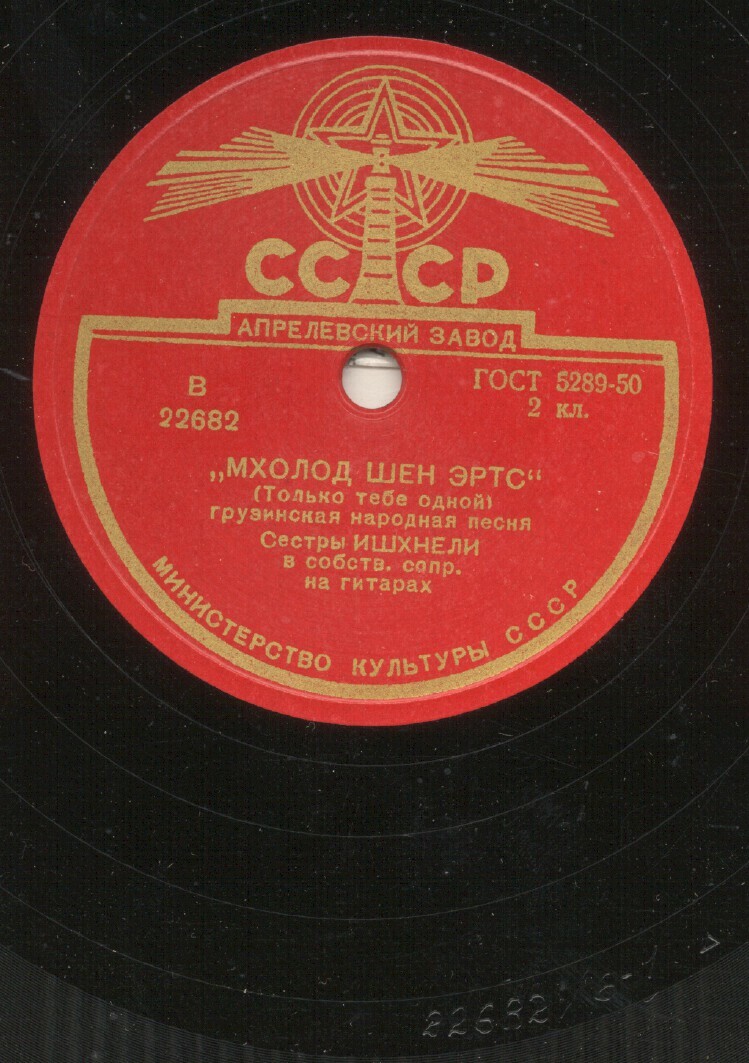 СССР
АПРЕЛЕВСКИЙ ЗАВОД
В
22682
ГОСТ 5289-50
2 кл.
„МХОЛОД ШЕН ЭРТС“
(Только тебе одной)
грузинская народная песня
Сестры ИШХНЕЛИ
в собств. сопр.
на гитарах
МИНИСТЕРСТВО КУЛЬТУРЫ СССР